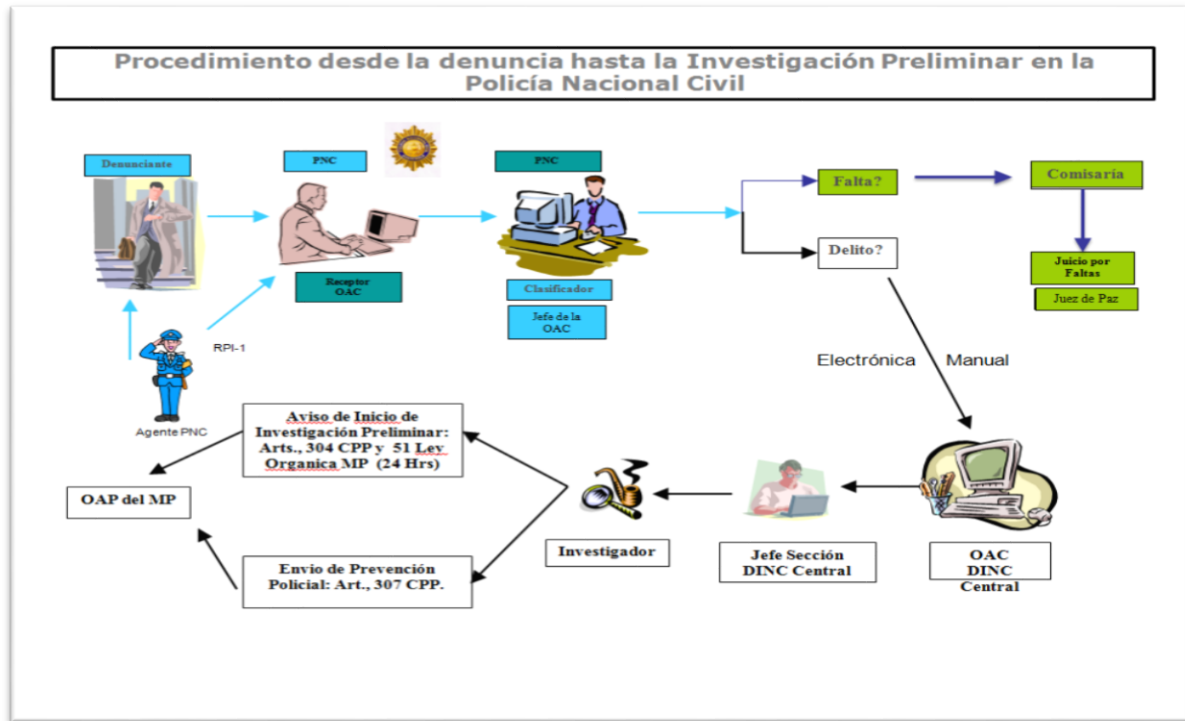 Procedimiento desde la denuncia hasta la Investigación Preliminar en la
Policía Nacional Civil
Denunciante
PNC
PNC
Falta?
Comisaría
Delito?
Juicio por
Faltas
Juez de Paz
Receptor
OAC
Clasificador
Jefe de la
OAC
RPI-1
Agente PNC
Electrónica
Manual
Aviso de Inicio de
Investigación Preliminar:
Arts., 304 CPP y 51 Ley
Organica MP (24 Hrs)
OAP del MP
Envio de Prevención
Policial: Art., 307 CPP.
Investigador
Jefe Sección
DINC Central
OAC
DINC
Central